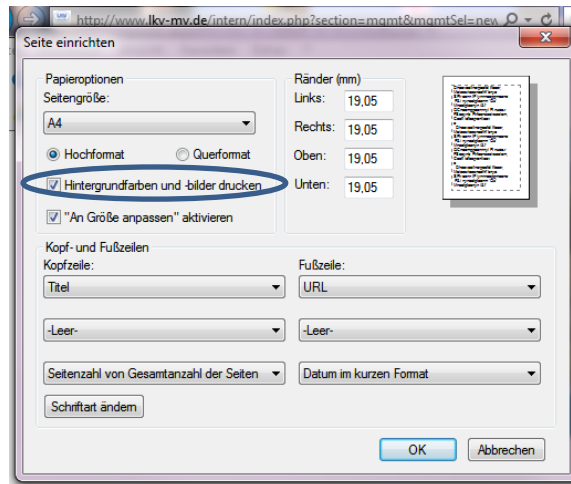 http://www.lkv-mv.de/intern/index.php?section=mgmt&mgmtSel=new
Seite einrichten
Papieroptionen
Seitengröße:
A4
Hochformat
Querformat
Hintergrundfarben und -bilder drucken
"An Größe anpassen" aktivieren
Ränder (mm)
Links: 19,05
Rechts: 19,05
Oben: 19,05
Unten: 19,05
Kopf- und Fußzeilen
Kopfzeile:
Titel
-Leer-
Seitenzahl von Gesamtanzahl der Seiten
Fußzeile:
URL
-Leer-
Datum im kurzen Format
Schriftart ändern
OK
Abbrechen